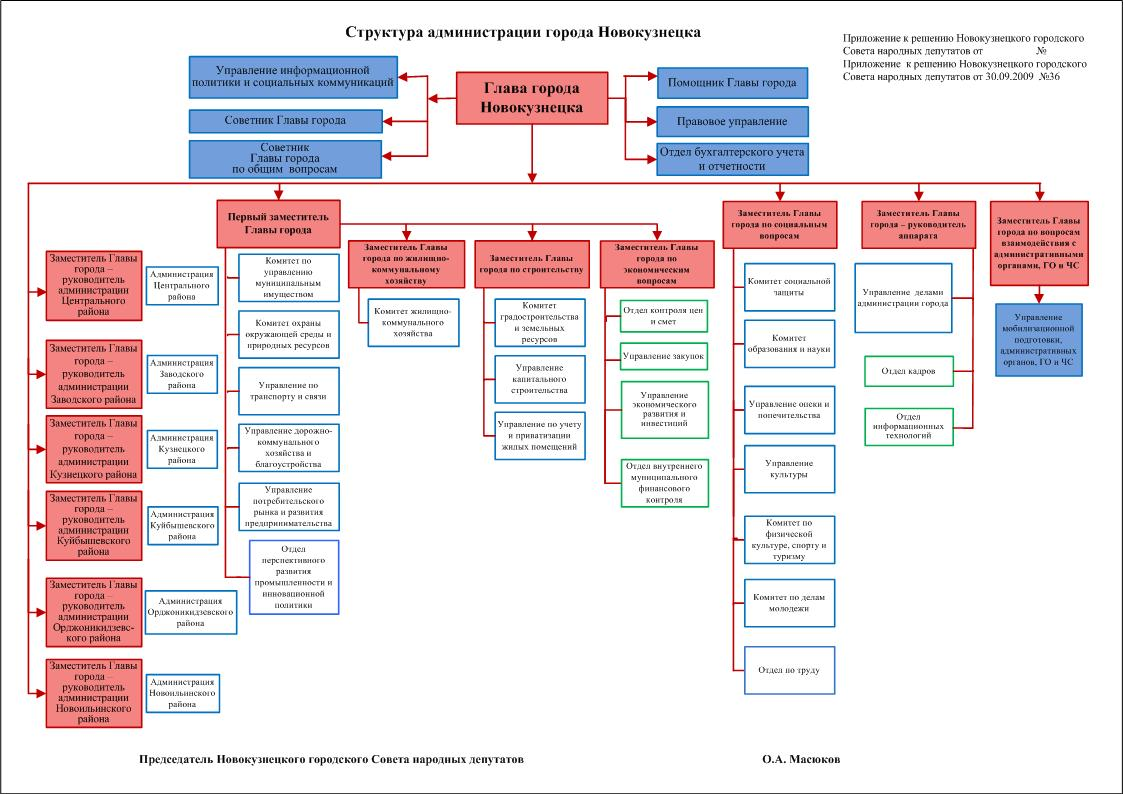 Структура администрации города Новокузнецка
Приложение к решению Новокузнецкого городского
Совета народных депутатов от №
Приложение к решению Новокузнецкого городского
Совета народных депутатов от 30.09.2009 №36
Управление информационной
политики и социальных коммуникаций
Советник Главы города
Советник
Главы города
по общим вопросам
Глава города
Новокузнецка
Помощник Главы города
Правовое управление
Отдел бухгалтерского учета
и отчетности
Заместитель Главы
города –
руководитель
администрации
Центрального
района
Администрация
Центрального
района
Заместитель Главы
города –
руководитель
администрации
Заводского района
Администрация
Заводского
района
Заместитель Главы
города –
руководитель
администрации
Кузнецкого района
Администрация
Кузнецкого
района
Заместитель Главы
города –
руководитель
администрации
Куйбышевского
района
Администрация
Куйбышевского
района
Заместитель Главы
города –
руководитель
администрации
Орджоникидзевс-
кого района
Администрация
Орджоникидзевского
района
Заместитель Главы
города –
руководитель
администрации
Новоильинского
района
Администрация
Новоильинского
района
Первый заместитель
Главы города
Комитет по
управлению
муниципальным
имуществом
Комитет охраны
окружающей среды и
природных ресурсов
Управление по
транспорту и связи
Управление дорожно-
коммунального
хозяйства и
благоустройства
Управление
потребительского
рынка и развития
предпринимательства
Отдел
перспективного
развития
промышленности и
инновационной
политики
Заместитель Главы
города по жилищно-
коммунальному
хозяйству
Комитет жилищно-
коммунального
хозяйства
Заместитель Главы
города по строительству
Комитет
градостроительства
и земельных
ресурсов
Управление
капитального
строительства
Управление по учету
и приватизации
жилых помещений
Заместитель Главы
города по
экономическим
вопросам
Отдел контроля цен
и смет
Управление закупок
Управление
экономического
развития и
инвестиций
Отдел внутреннего
муниципального
финансового
контроля
Заместитель Главы
города по социальным
вопросам
Комитет социальной
защиты
Комитет
образования и науки
Управление опеки и
попечительства
Управление
культуры
Комитет по
физической
культуре, спорту и
туризму
Комитет по делам
молодежи
Отдел по труду
Заместитель Главы
города – руководитель
аппарата
Управление делами
администрации города
Отдел кадров
Отдел
информационных
технологий
Заместитель Главы
города по вопросам
взаимодействия с
административными
органами, ГО и ЧС
Управление
мобилизационной
подготовки,
административных
органов, ГО и ЧС
Председатель Новокузнецкого городского Совета народных депутатов
О.А. Масюков